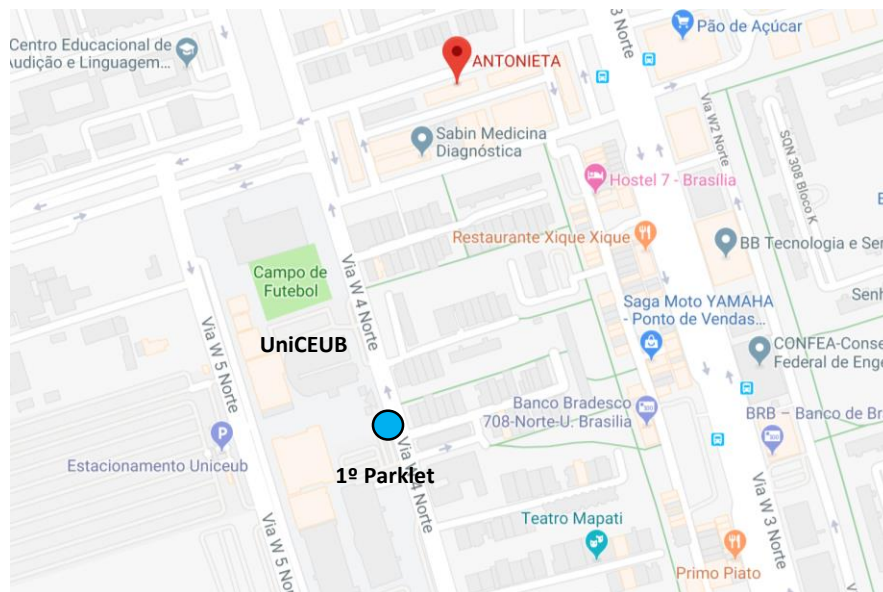 3 Norte
Pão de Açúcar
Centro Educacional de
Audição e Linguagem...
ANTONIETA
Via W2 Norte
Sabin Medicina
Diagnóstica
SQN 308 Bloco K
Hostel 7 - Brasília
Restaurante Xique Xique
BB Tecnologia e Ser
Campo de
Futebol
Via W 4 Norte
Senh
Saga Moto YAMAHA
- Ponto de Vendas...
UniCEUB
Via W 5 Norte
CONFEA-Conse
Federal de Enge
Banco Bradesco
708-Norte-U. Brasilia
BRB – Banco de Br
P
Estacionamento Uniceub
1º Parklet
Via W 4 Norte
Via W 3 Norte
Teatro Mapati
Via W 5 No
Primo Piato
V